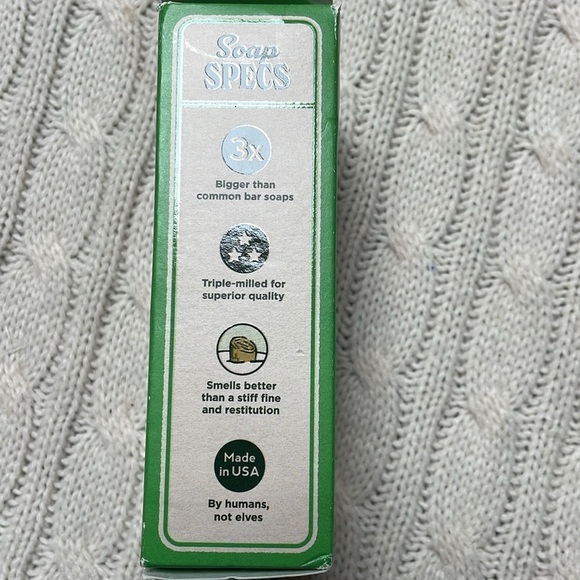 Soap
SPECS
3x
Bigger than
common bar soaps
Triple-milled for
superior quality
Smells better
than a stiff fine
and restitution
Made
in USA
By humans,
not elves